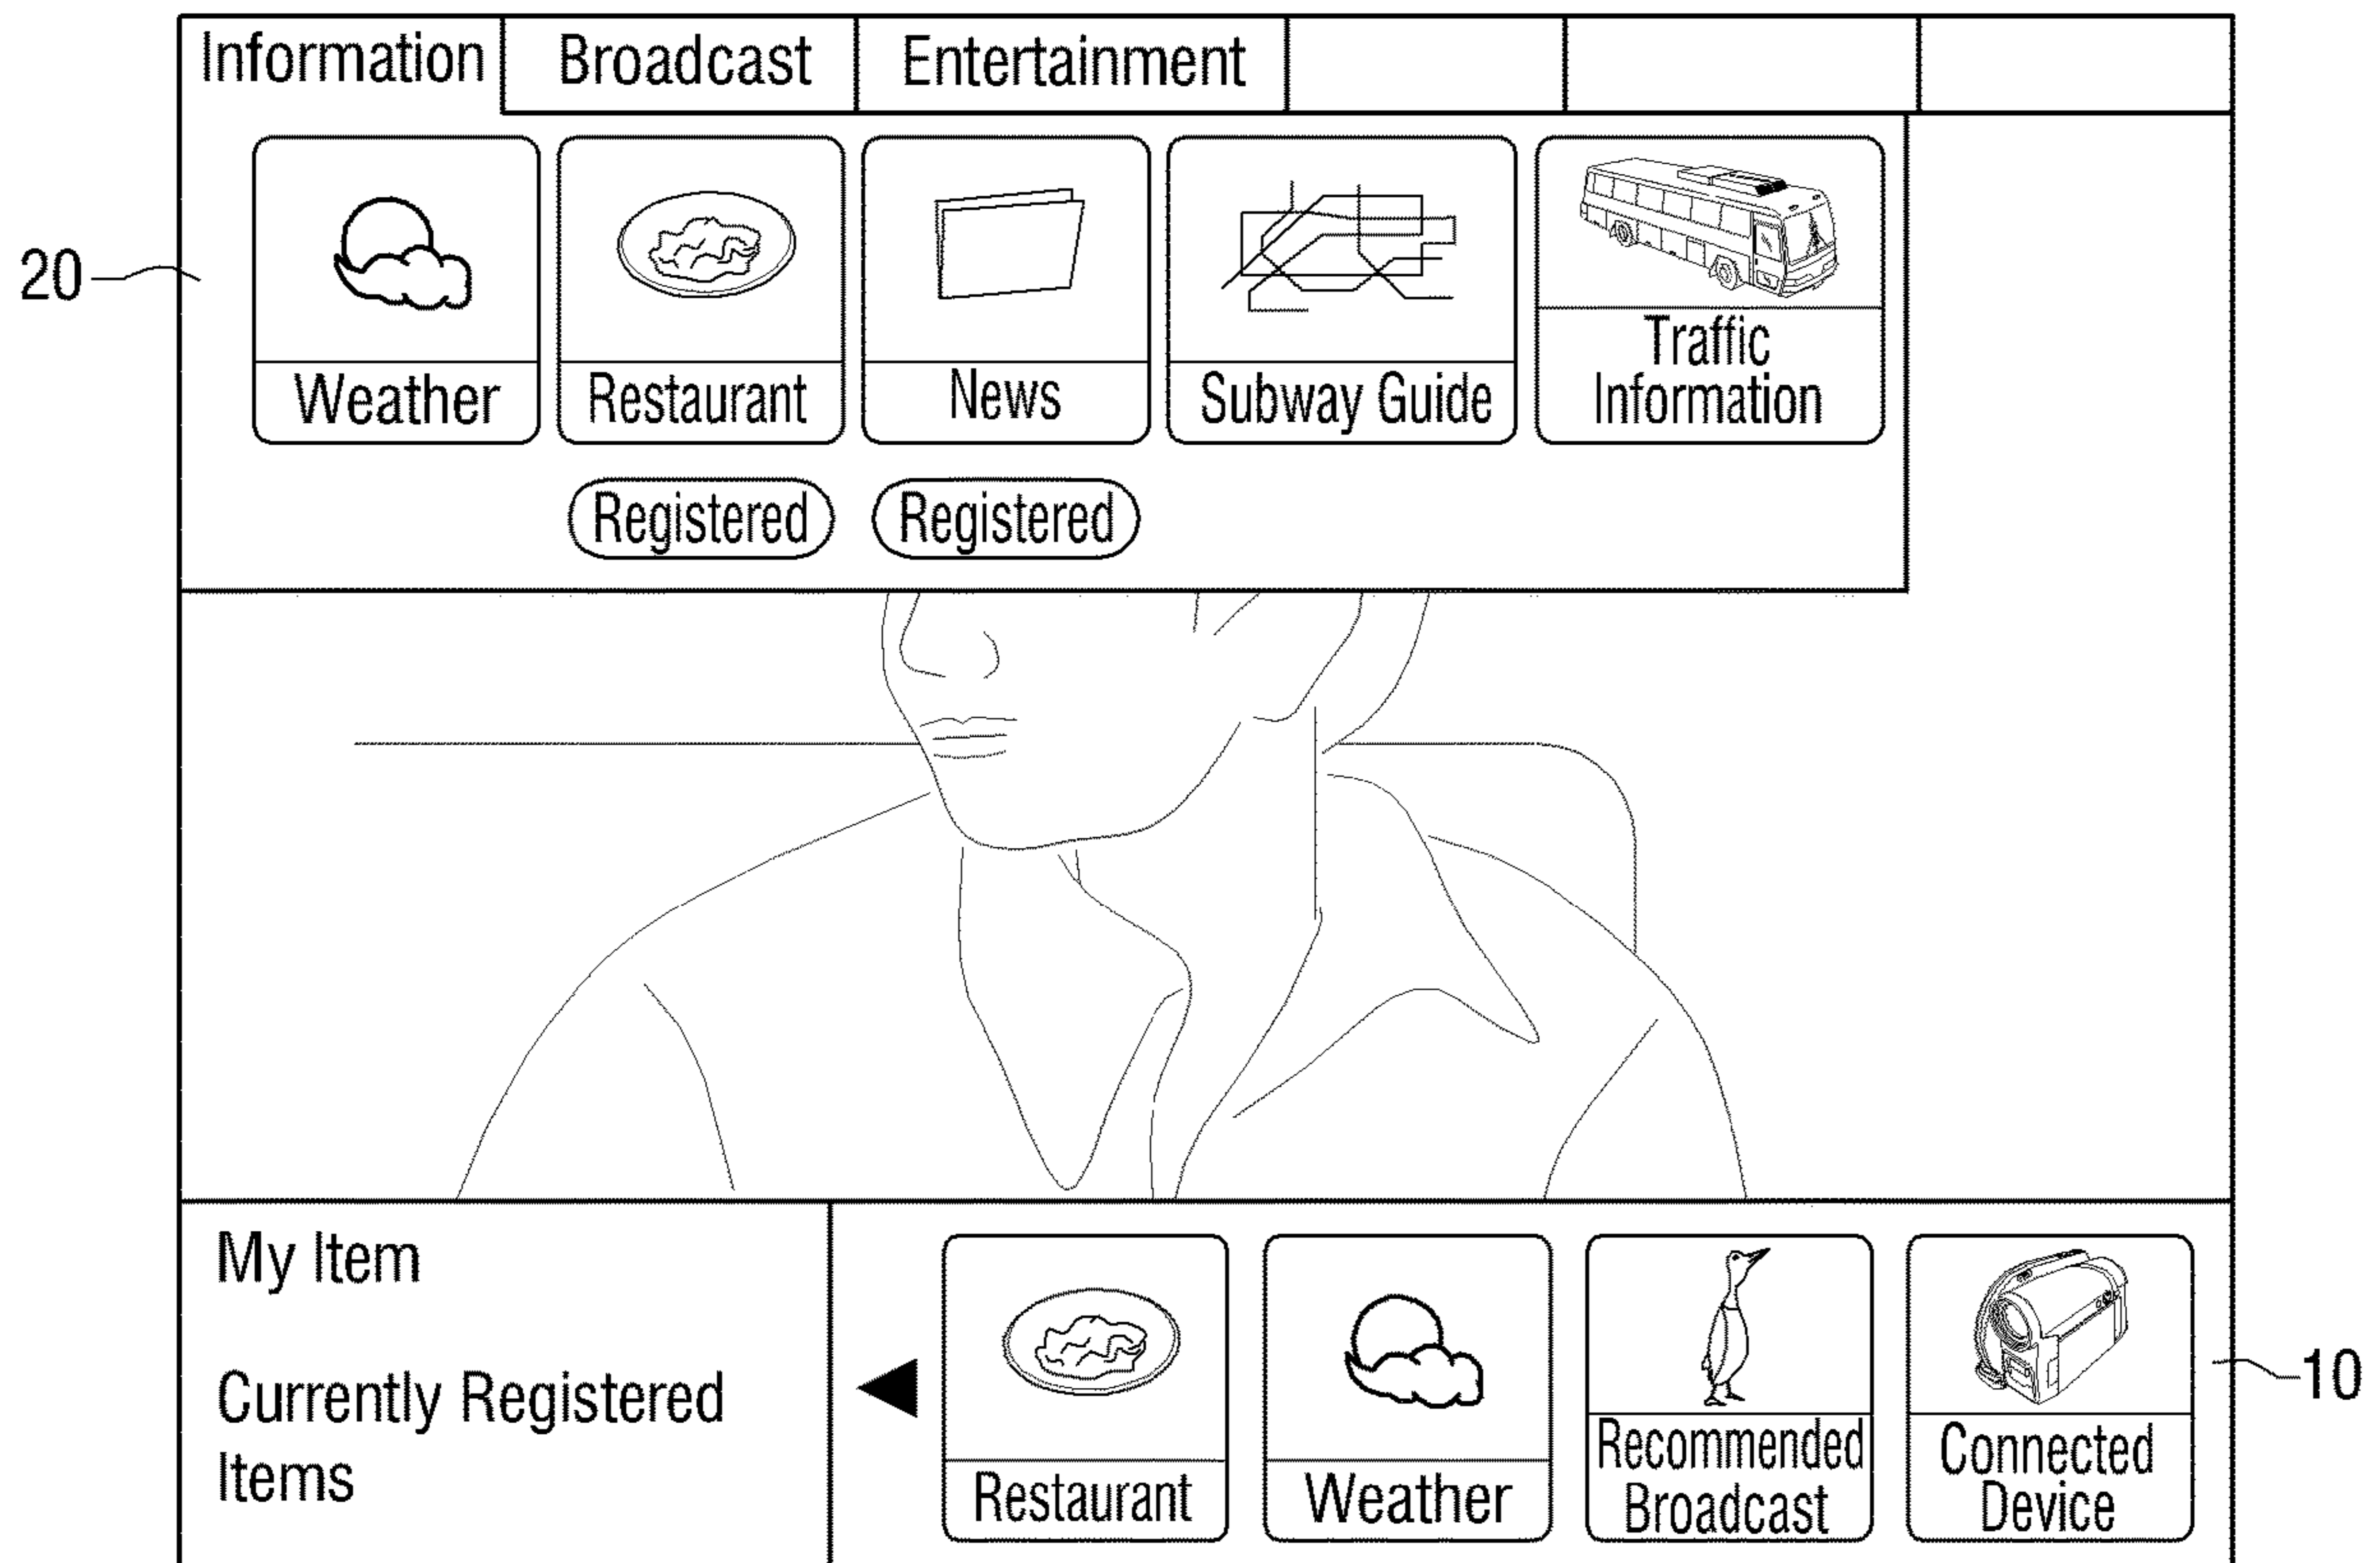 Information Broadcast Entertainment
20
Weather Restaurant News Subway Guide Traffic
Information
Registered Registered
My Item
Currently Registered
Items
10
Restaurant Weather Recommended
Broadcast Connected
Device